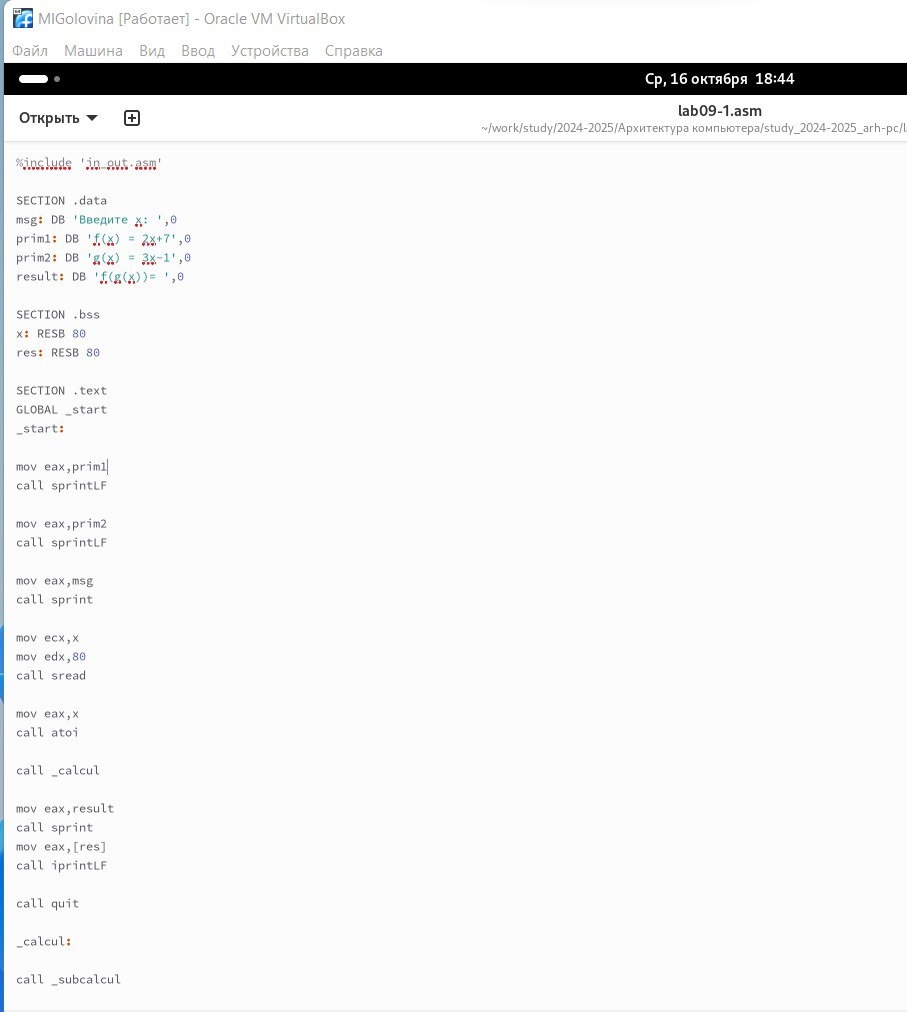 MIGolovina [Работает] - Oracle VM VirtualBox
Файл Машина Вид Ввод Устройства Справка
Ср, 16 октября 18:44
Открыть
lab09-1.asm
~/work/study/2024-2025/Архитектура компьютера/study_2024-2025_arh-pc/l
%include 'in_out.asm'
SECTION .data
msg: DB 'Введите x: ',0
prim1: DB 'f(x) = 2x+7',0
prim2: DB 'g(x) = 3x-1',0
result: DB 'f(g(x))= ',0
SECTION .bss
x: RESB 80
res: RESB 80
SECTION .text
GLOBAL _start
_start:
mov eax,prim1
call sprintLF
mov eax,prim2
call sprintLF
mov eax,msg
call sprint
mov ecx,x
mov edx,80
call sread
mov eax,x
call atoi
call _calcul
mov eax,result
call sprint
mov eax,[res]
call iprintLF
call quit
_calcul:
call _subcalcul